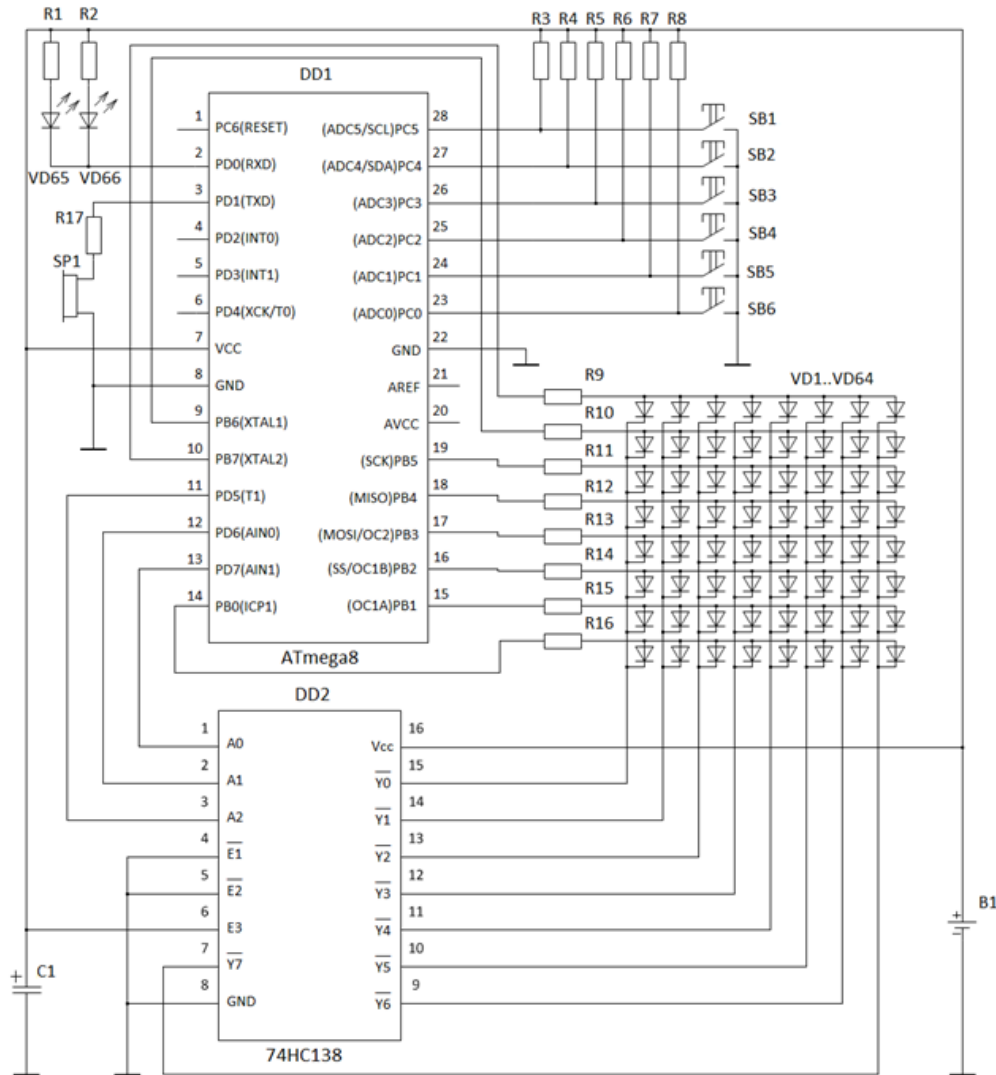 R1 R2 R3 R4 R5 R6 R7 R8
DD1
1 PC6(RESET) (ADC5/SCL)PC5 28 SB1
2 PD0(RXD) (ADC4/SDA)PC4 27 SB2
VD65 VD66
3 PD1(TXD) (ADC3)PC3 26 SB3
R17
4 PD2(INT0) (ADC2)PC2 25 SB4
SP1
5 PD3(INT1) (ADC1)PC1 24 SB5
6 PD4(XCK/T0) (ADC0)PC0 23 SB6
7 VCC GND 22
8 GND AREF 21 R9 VD1..VD64
9 PB6(XTAL1) AVCC 20 R10
10 PB7(XTAL2) (SCK)PB5 19 R11
11 PD5(T1) (MISO)PB4 18 R12
12 PD6(AIN0) (MOSI/OC2)PB3 17 R13
13 PD7(AIN1) (SS/OC1B)PB2 16 R14
14 PB0(ICP1) (OC1A)PB1 15 R15
R16
ATmega8
DD2
1 A0 Vcc 16
2 A1 Y0 15
3 A2 Y1 14
4 E1 Y2 13
5 E2 Y3 12
6 E3 Y4 11
B1
+
−
7 Y7 Y5 10
+ C1
8 GND Y6 9
74HC138